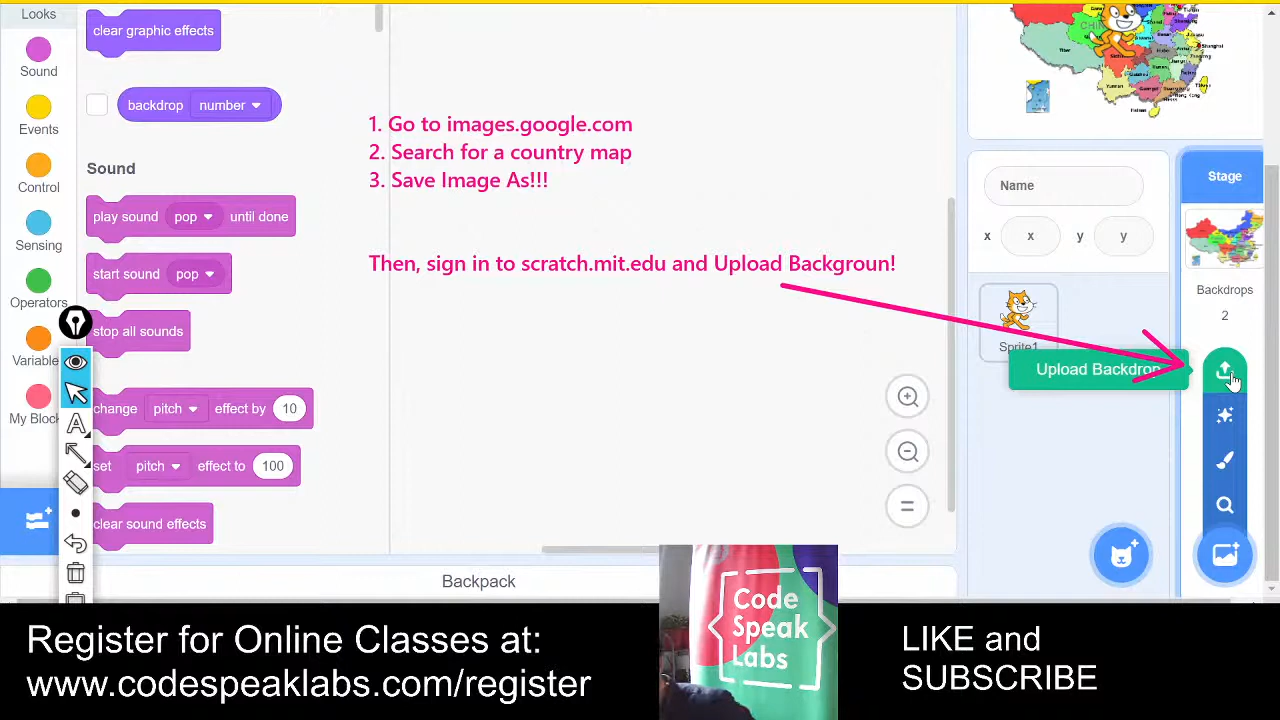 Looks
Sound
Events
Control
Sensing
Operators
Variable
My Block
clear graphic effects
backdrop number
Sound
play sound pop until done
start sound pop
stop all sounds
change pitch effect by 10
set pitch effect to 100
clear sound effects
1. Go to images.google.com
2. Search for a country map
3. Save Image As!!!
Then, sign in to scratch.mit.edu and Upload Backgroun!
Name
x x y y
Sprite1
Stage
Backdrops
2
Upload Backdrop
A
Backpack
Register for Online Classes at:
www.codespeaklabs.com/register
Code
Speak
Labs
LIKE and
SUBSCRIBE